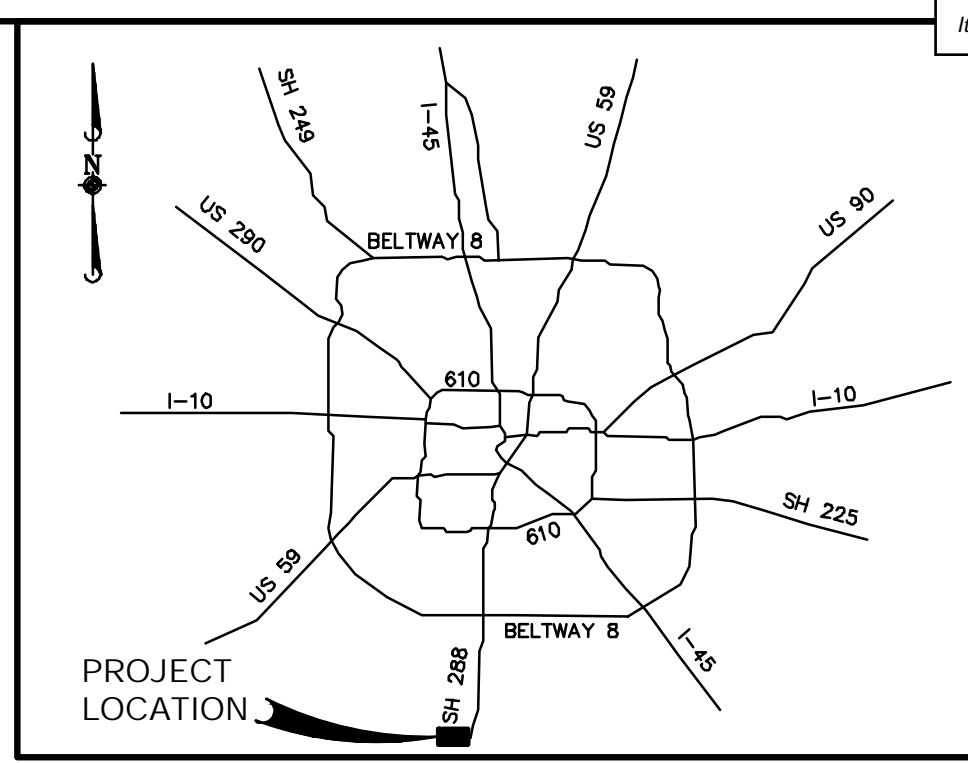 It
SH 249
I-45
US 59
US 90
N
US 290
BELTWAY 8
610
I-10
I-10
SH 225
610
US 59
BELTWAY 8
I-45
SH 288
PROJECT
LOCATION